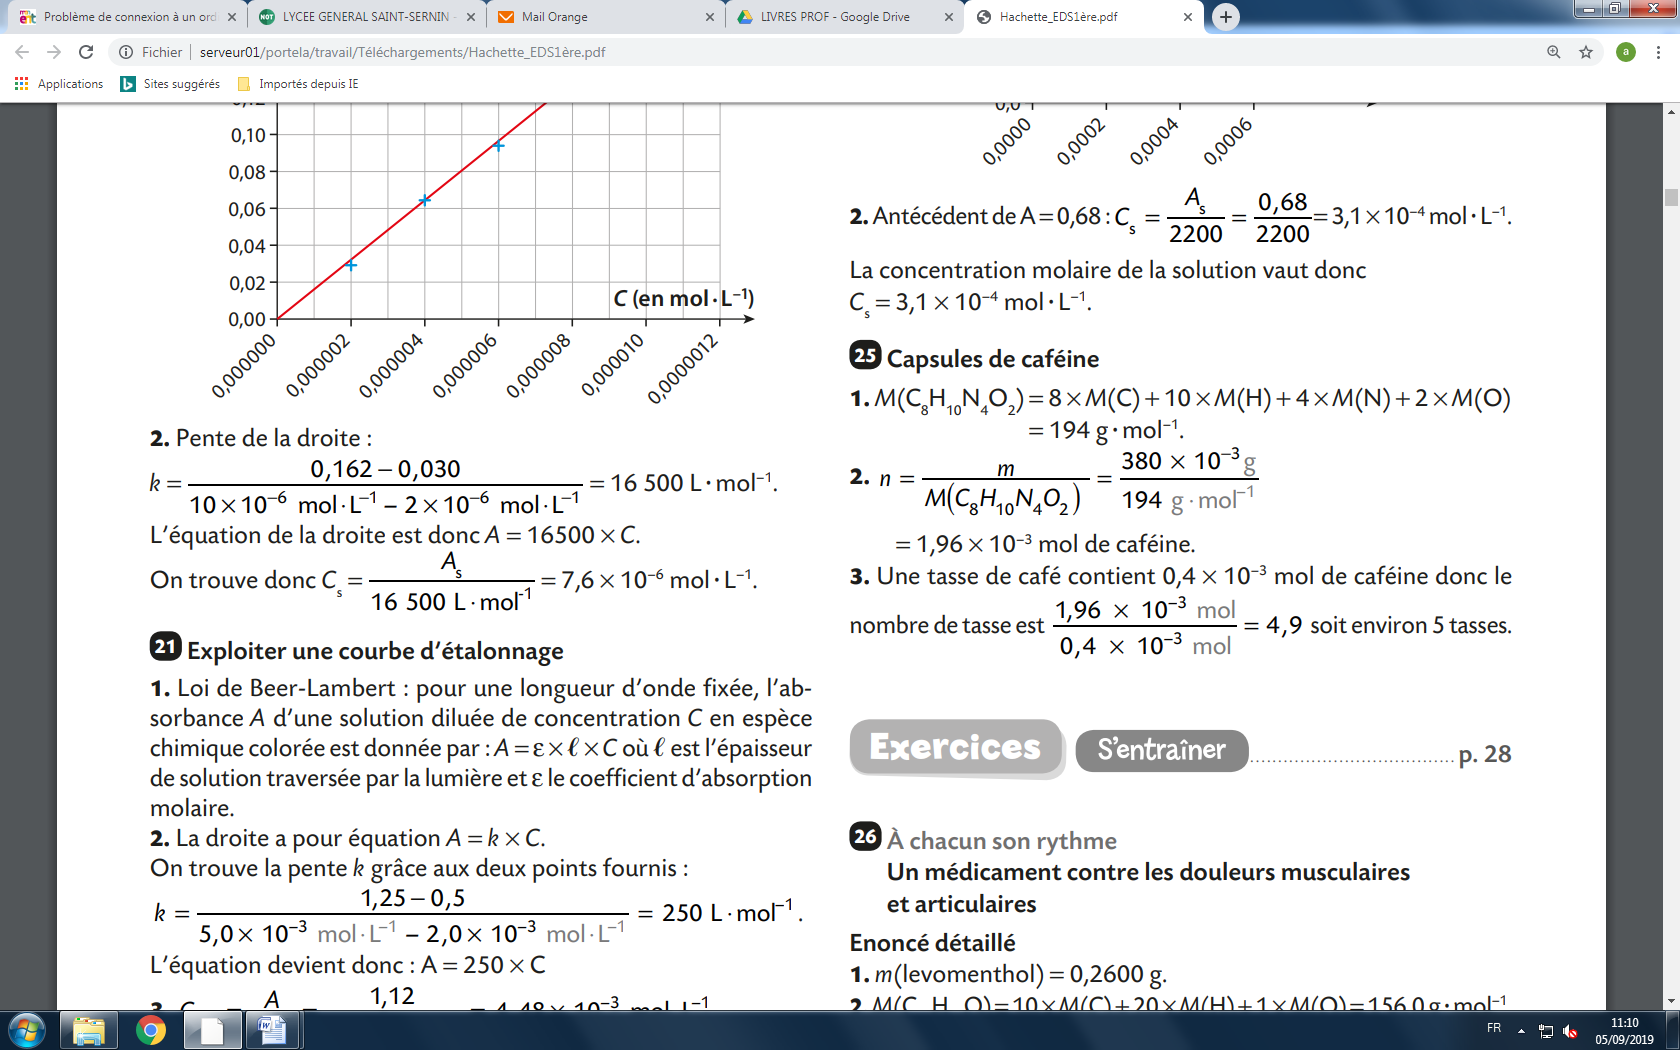 Problème de connexion à un ord
LYCEE GENERAL SAINT-SERNIN -
Mail Orange
LIVRES PROF - Google Drive
Hachette_EDS1ère.pdf
Fichier | serveur01/portela/travail/Téléchargements/Hachette_EDS1ère.pdf
a
Applications
Sites suggérés
Importés depuis IE
0,12
0,10
0,08
0,06
0,04
0,02
0,00
C (en mol·L⁻¹)
0,000000
0,000002
0,000004
0,000006
0,000008
0,000010
0,0000012
2. Pente de la droite :
k = (0,162 – 0,030) / (10×10⁻⁶ mol·L⁻¹ – 2×10⁻⁶ mol·L⁻¹) = 16 500 L·mol⁻¹.
L'équation de la droite est donc A = 16500 × C.
On trouve donc Cₛ = Aₛ / (16 500 L·mol⁻¹) = 7,6 × 10⁻⁶ mol·L⁻¹.
21 Exploiter une courbe d'étalonnage
1. Loi de Beer-Lambert : pour une longueur d'onde fixée, l'ab-
sorbance A d'une solution diluée de concentration C en espèce
chimique colorée est donnée par : A = ε × ℓ × C où ℓ est l'épaisseur
de solution traversée par la lumière et ε le coefficient d'absorption
molaire.
2. La droite a pour équation A = k × C.
On trouve la pente k grâce aux deux points fournis :
k = (1,25 – 0,5) / (5,0 × 10⁻³ mol·L⁻¹ – 2,0 × 10⁻³ mol·L⁻¹) = 250 L·mol⁻¹.
L'équation devient donc : A = 250 × C
0,0
0,0000
0,0002
0,0004
0,0006
2. Antécédent de A = 0,68 : Cₛ = Aₛ / 2200 = 0,68 / 2200 = 3,1 × 10⁻⁴ mol·L⁻¹.
La concentration molaire de la solution vaut donc
Cₛ = 3,1 × 10⁻⁴ mol·L⁻¹.
25 Capsules de caféine
1. M(C₈H₁₀N₄O₂) = 8 × M(C) + 10 × M(H) + 4 × M(N) + 2 × M(O)
= 194 g·mol⁻¹.
2. n = m / M(C₈H₁₀N₄O₂) = 380 × 10⁻³ g / 194 g·mol⁻¹
= 1,96 × 10⁻³ mol de caféine.
3. Une tasse de café contient 0,4 × 10⁻³ mol de caféine donc le
nombre de tasse est 1,96 × 10⁻³ mol / 0,4 × 10⁻³ mol = 4,9 soit environ 5 tasses.
Exercices S'entraîner p. 28
26 À chacun son rythme
Un médicament contre les douleurs musculaires
et articulaires
Enoncé détaillé
1. m(levomenthol) = 0,2600 g.
2. M(C₁₀H₂₀O) = 10 × M(C) + 20 × M(H) + 1 × M(O) = 156,0 g·mol⁻¹
FR
11:10
05/09/2019